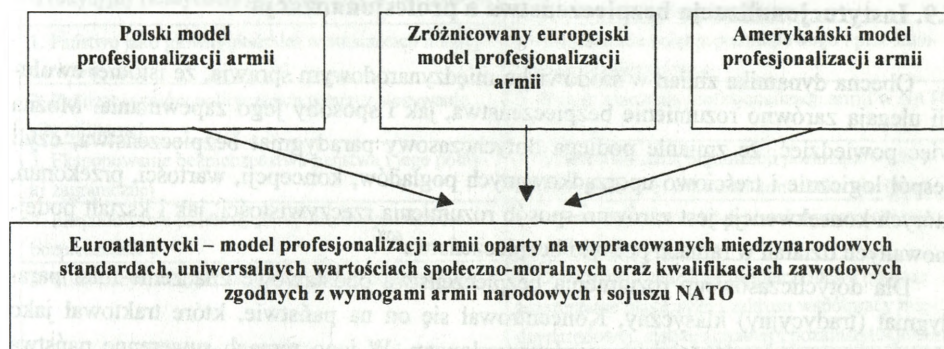 Polski model
profesjonalizacji armii
Zróżnicowany europejski
model profesjonalizacji
armii
Amerykański model
profesjonalizacji armii
Euroatlantycki – model profesjonalizacji armii oparty na wypracowanych międzynarodowych
standardach uniwersalnych wartościach społeczno-moralnych oraz kwalifikacjach zawodowych
zgodnych z wymogami armii narodowych i sojuszu NATO